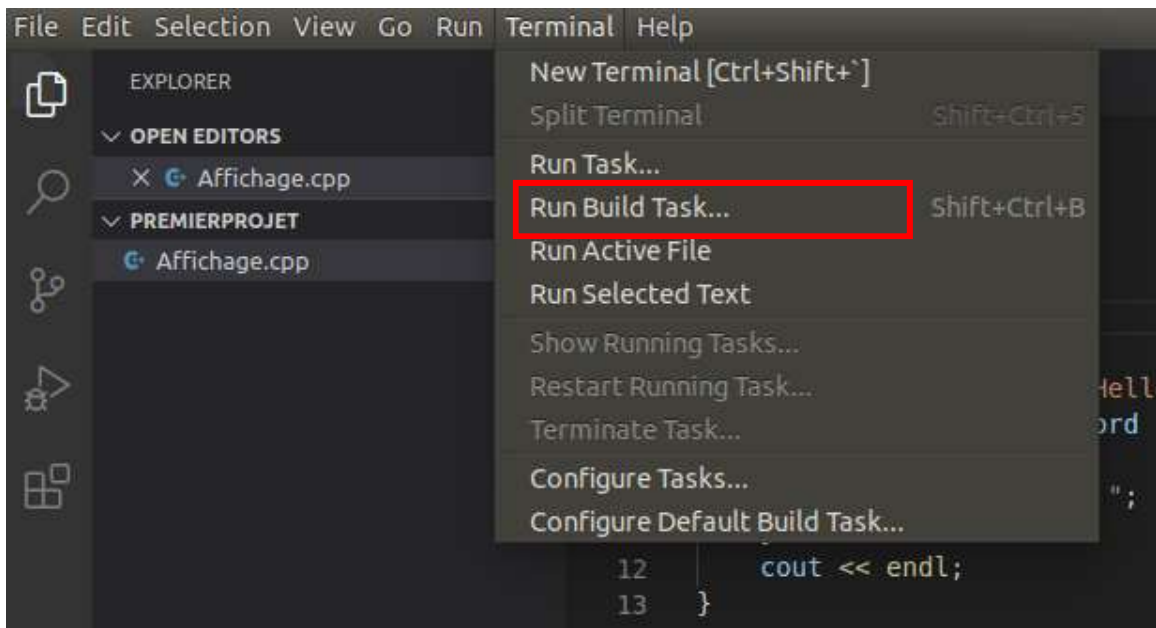 File Edit Selection View Go Run Terminal Help
EXPLORER
OPEN EDITORS
Affichage.cpp
PREMIERPROJET
Affichage.cpp
New Terminal [Ctrl+Shift+`]
Split Terminal Shift+Ctrl+5
Run Task...
Run Build Task... Shift+Ctrl+B
Run Active File
Run Selected Text
Show Running Tasks...
Restart Running Task...
Terminate Task...
Configure Tasks...
Configure Default Build Task...
";
12 cout << endl;
13 }